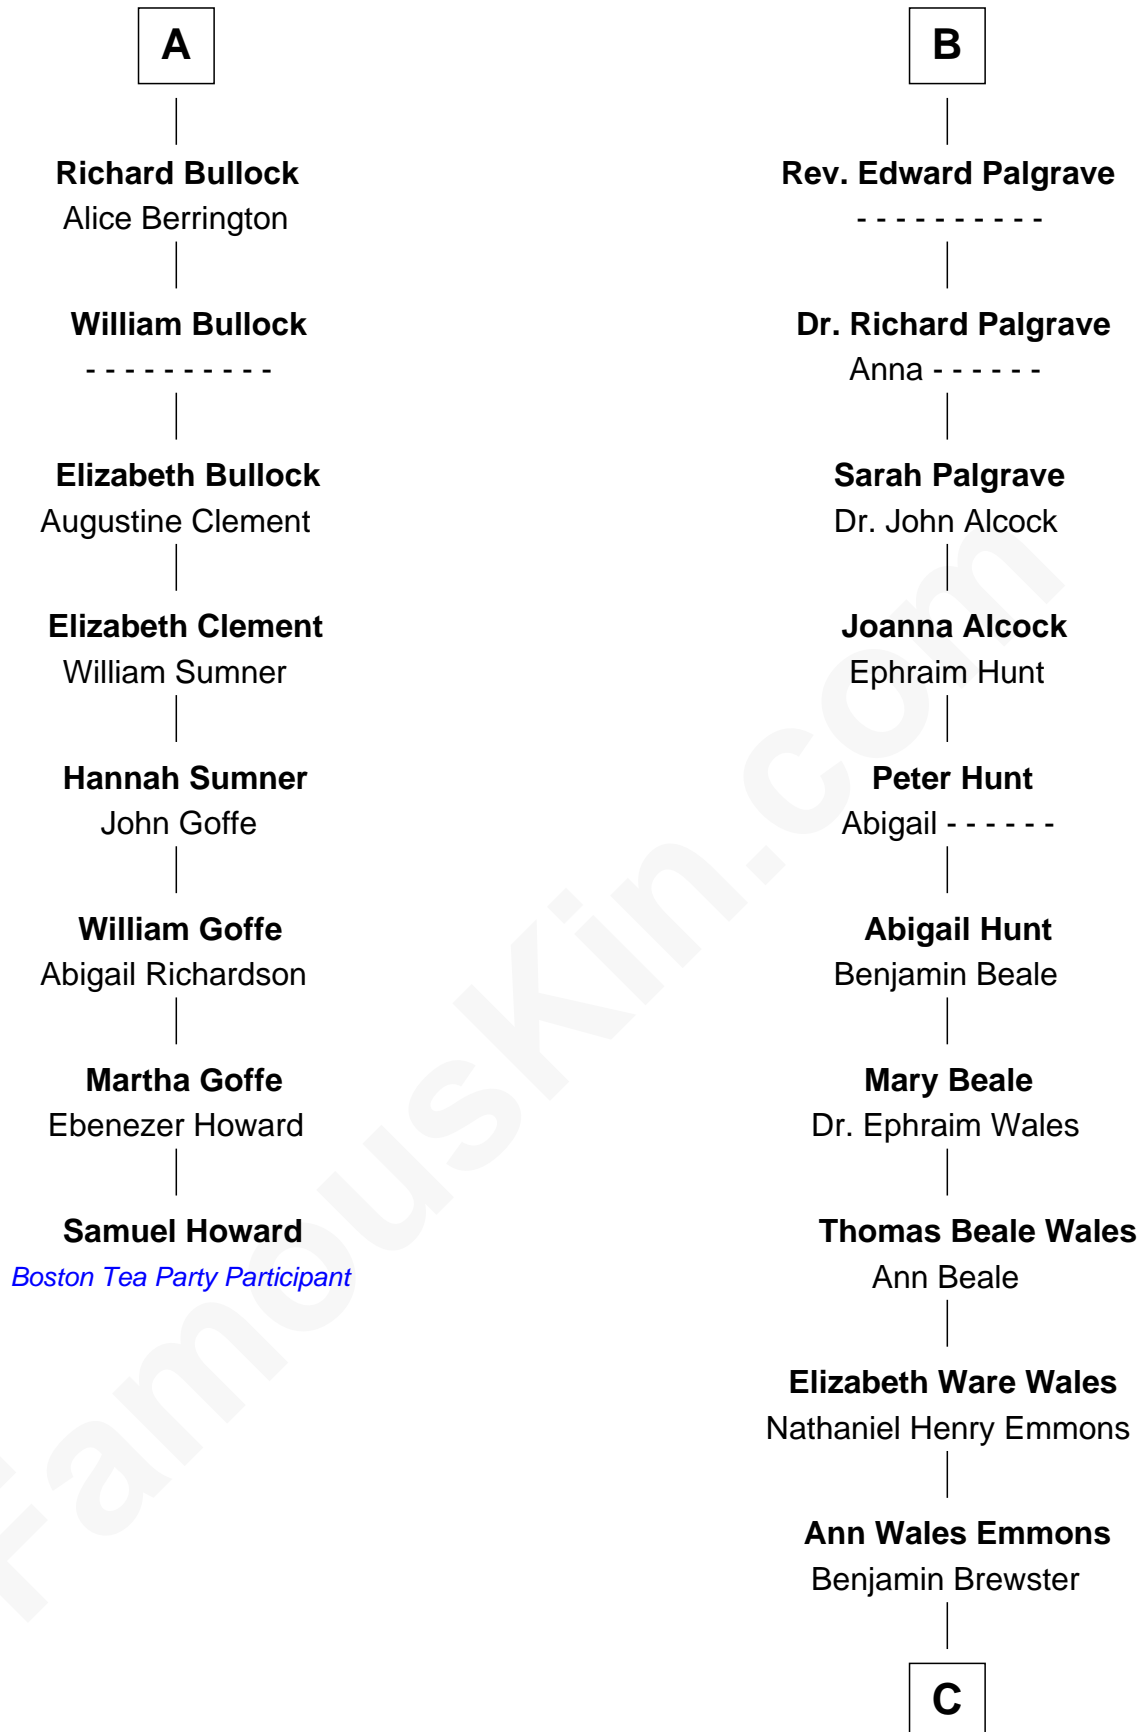 A
Richard Bullock
Alice Berrington
William Bullock
- - - - - - - - - -
Elizabeth Bullock
Augustine Clement
Elizabeth Clement
William Sumner
Hannah Sumner
John Goffe
William Goffe
Abigail Richardson
Martha Goffe
Ebenezer Howard
Samuel Howard
Boston Tea Party Participant
B
Rev. Edward Palgrave
- - - - - - - - - -
Dr. Richard Palgrave
Anna - - - - - -
Sarah Palgrave
Dr. John Alcock
Joanna Alcock
Ephraim Hunt
Peter Hunt
Abigail - - - - - -
Abigail Hunt
Benjamin Beale
Mary Beale
Dr. Ephraim Wales
Thomas Beale Wales
Ann Beale
Elizabeth Ware Wales
Nathaniel Henry Emmons
Ann Wales Emmons
Benjamin Brewster
C
FamousKin.com